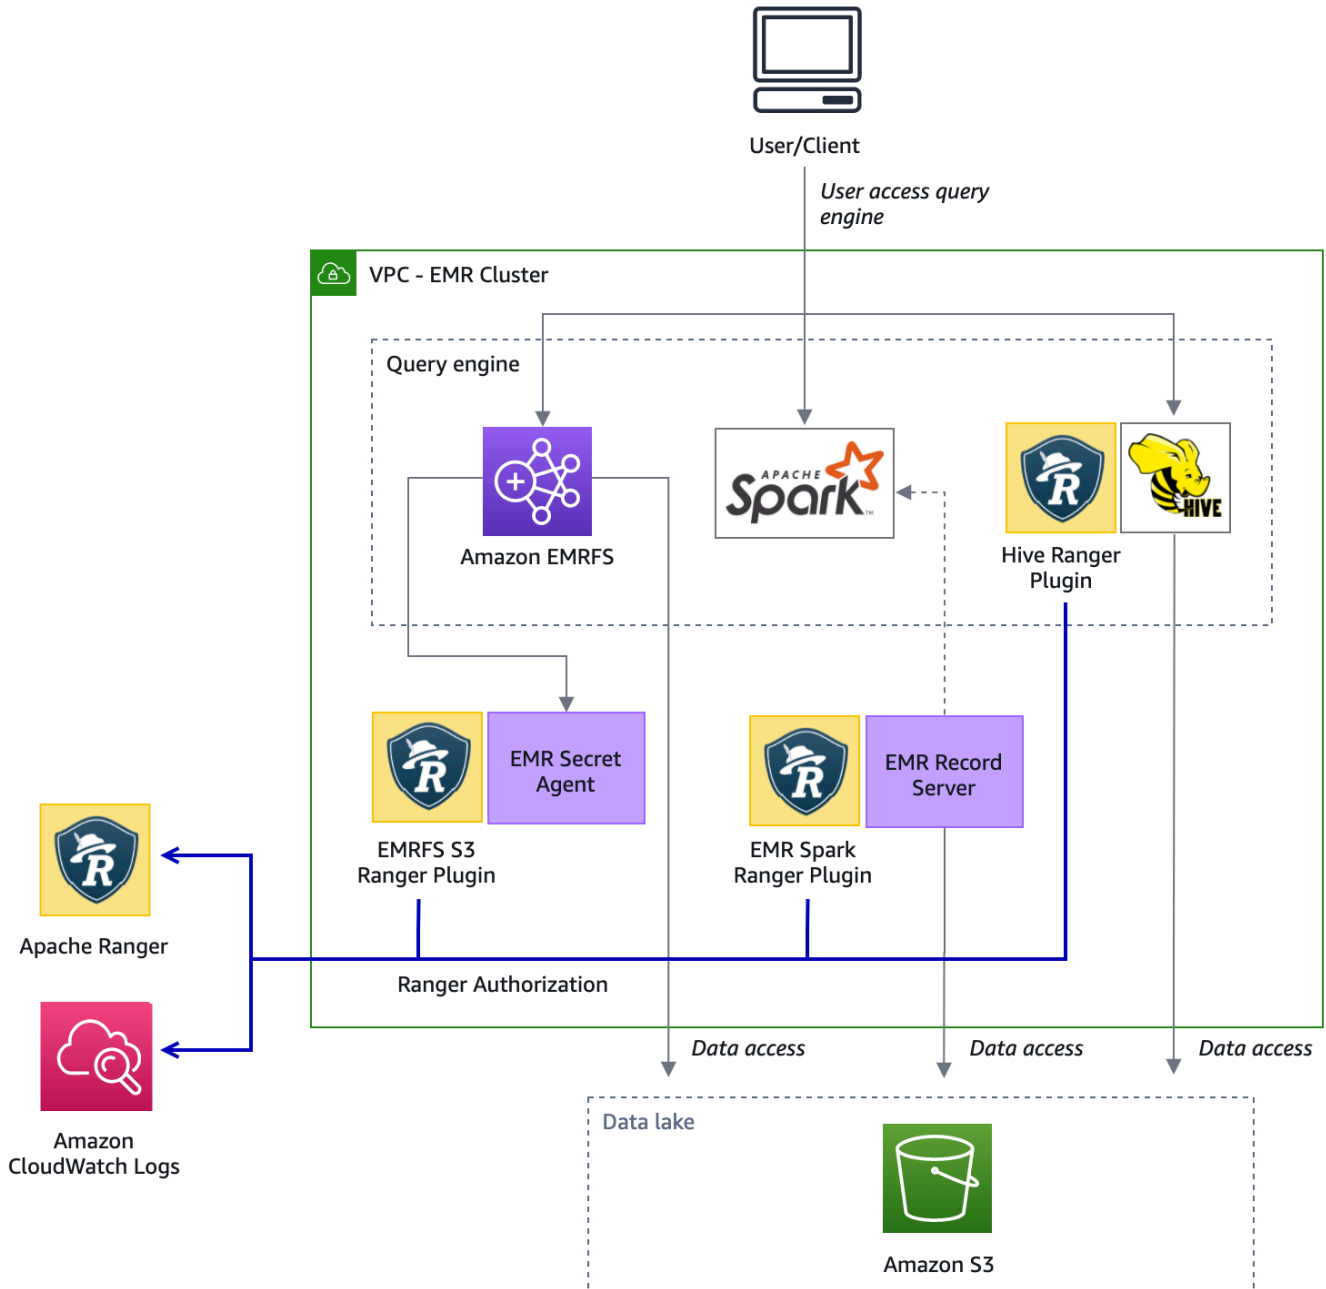 User/Client
User access query
engine
VPC - EMR Cluster
Query engine
APACHE
Spark™
HIVE
Amazon EMRFS
Hive Ranger
Plugin
R
EMR Secret
Agent
R
EMR Record
Server
R
EMRFS S3
Ranger Plugin
EMR Spark
Ranger Plugin
R
Apache Ranger
Ranger Authorization
Data access
Data access
Data access
Amazon
CloudWatch Logs
Data lake
Amazon S3